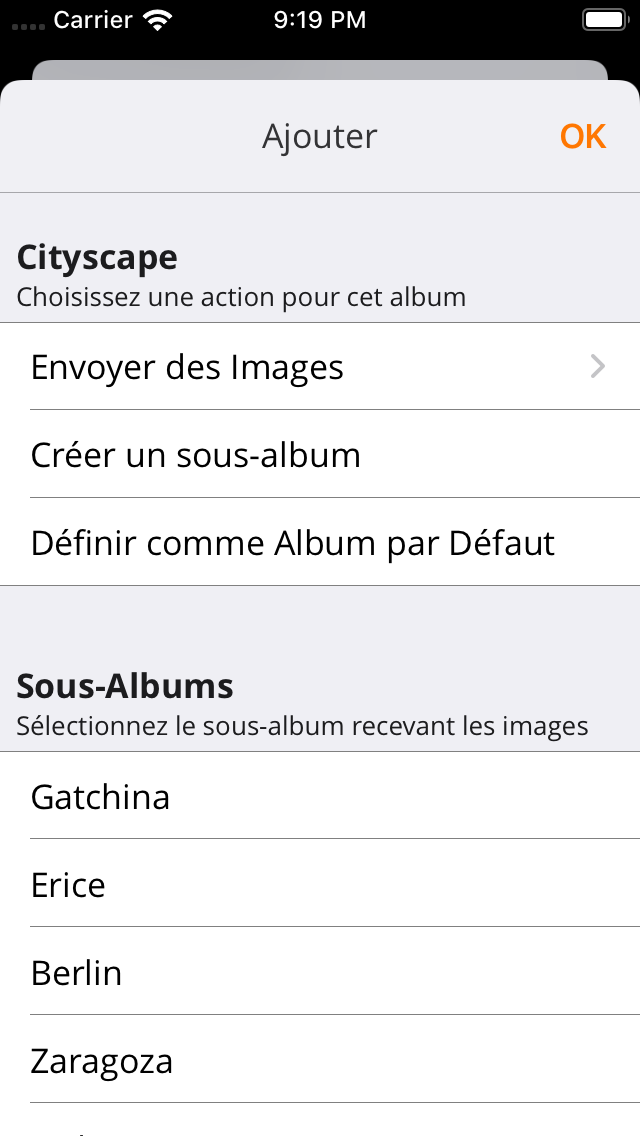 Carrier 9:19 PM
Ajouter OK
Cityscape
Choisissez une action pour cet album
Envoyer des Images
Créer un sous-album
Définir comme Album par Défaut
Sous-Albums
Sélectionnez le sous-album recevant les images
Gatchina
Erice
Berlin
Zaragoza